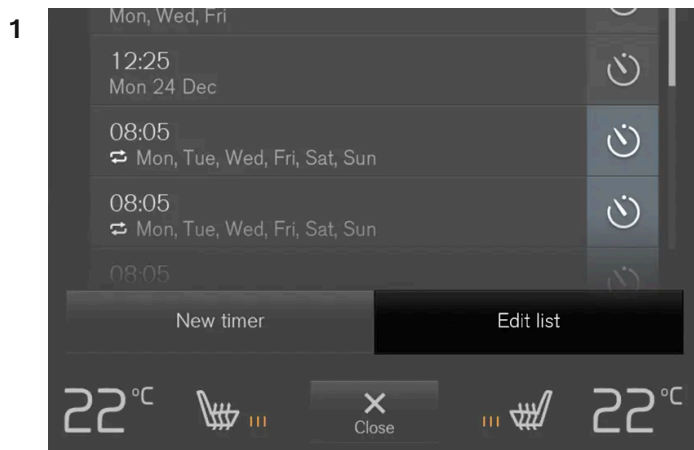 1
Mon, Wed, Fri
12:25
Mon 24 Dec
08:05
Mon, Tue, Wed, Fri, Sat, Sun
08:05
Mon, Tue, Wed, Fri, Sat, Sun
08:05
New timer Edit list
22°C Close 22°C